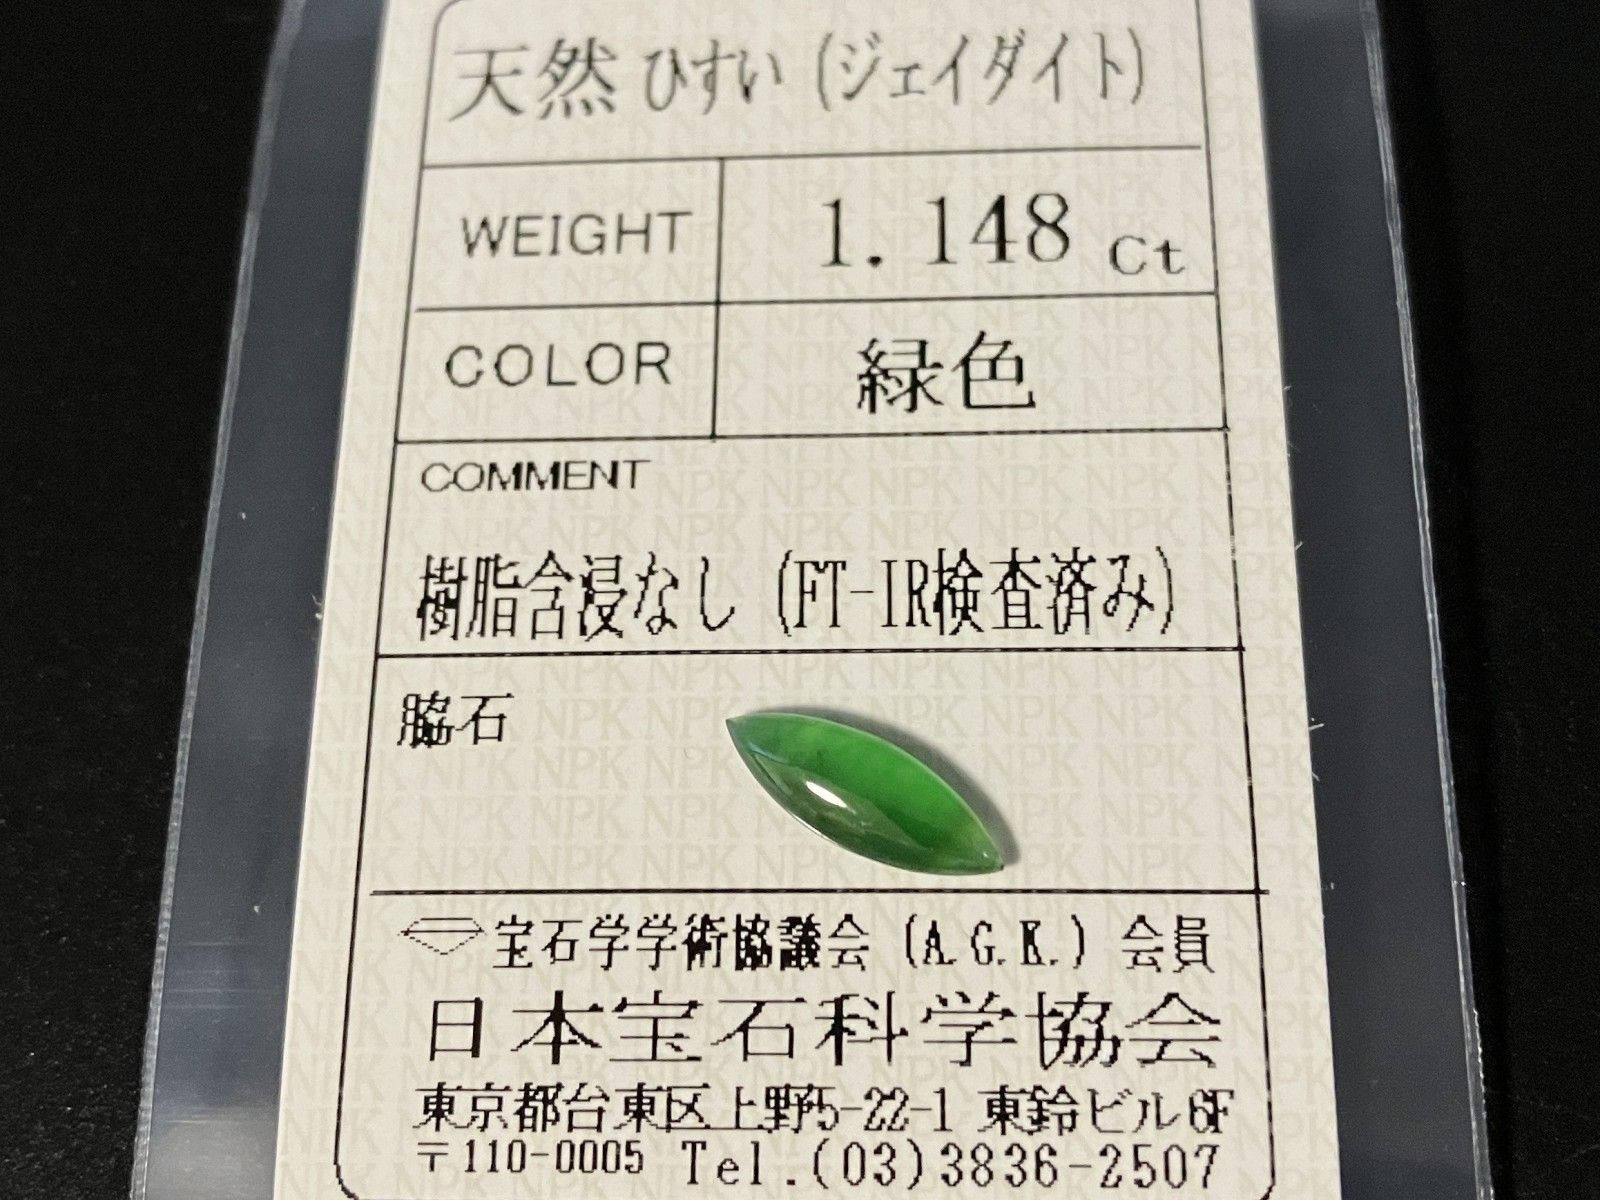 天然 ひすい (ジェイダイト)
WEIGHT 1.148 Ct
COLOR 緑色
COMMENT
樹脂含浸なし (FT-IR検査済み)
脇石
宝石学学術協議会 (A.G.K.) 会員
日本宝石科学協会
東京都台東区上野5-22-1 東鈴ビル6F
〒110-0005 Tel.(03)3836-2507